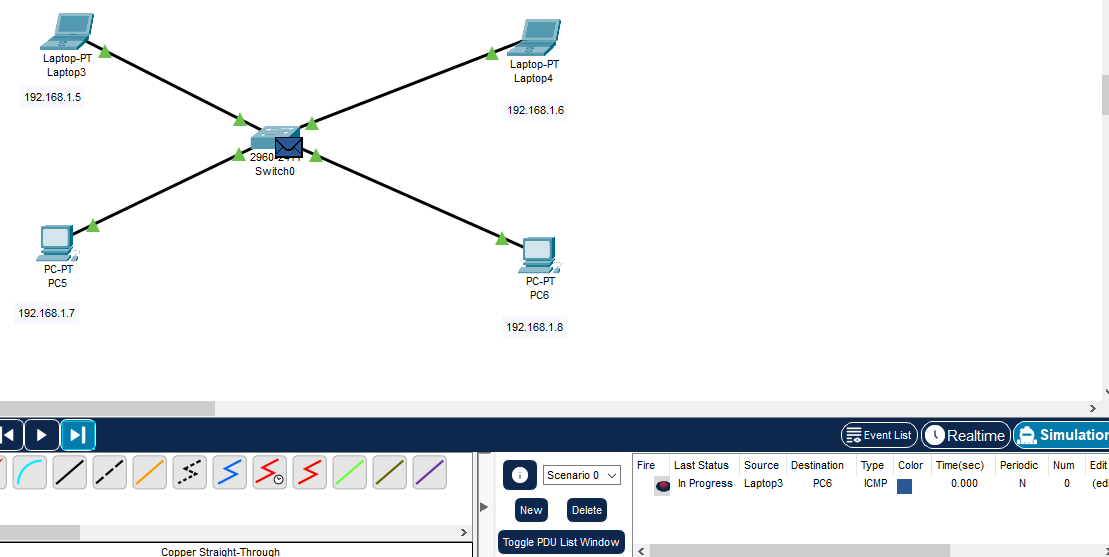 Laptop-PT
Laptop3
192.168.1.5
Laptop-PT
Laptop4
192.168.1.6
Switch0
PC-PT
PC5
192.168.1.7
PC-PT
PC6
192.168.1.8
Event List
Realtime
Simulation
Scenario 0
New
Delete
Toggle PDU List Window
Fire Last Status Source Destination Type Color Time(sec) Periodic Num Edit
In Progress Laptop3 PC6 ICMP 0.000 N 0 (edi
Copper Straight-Through